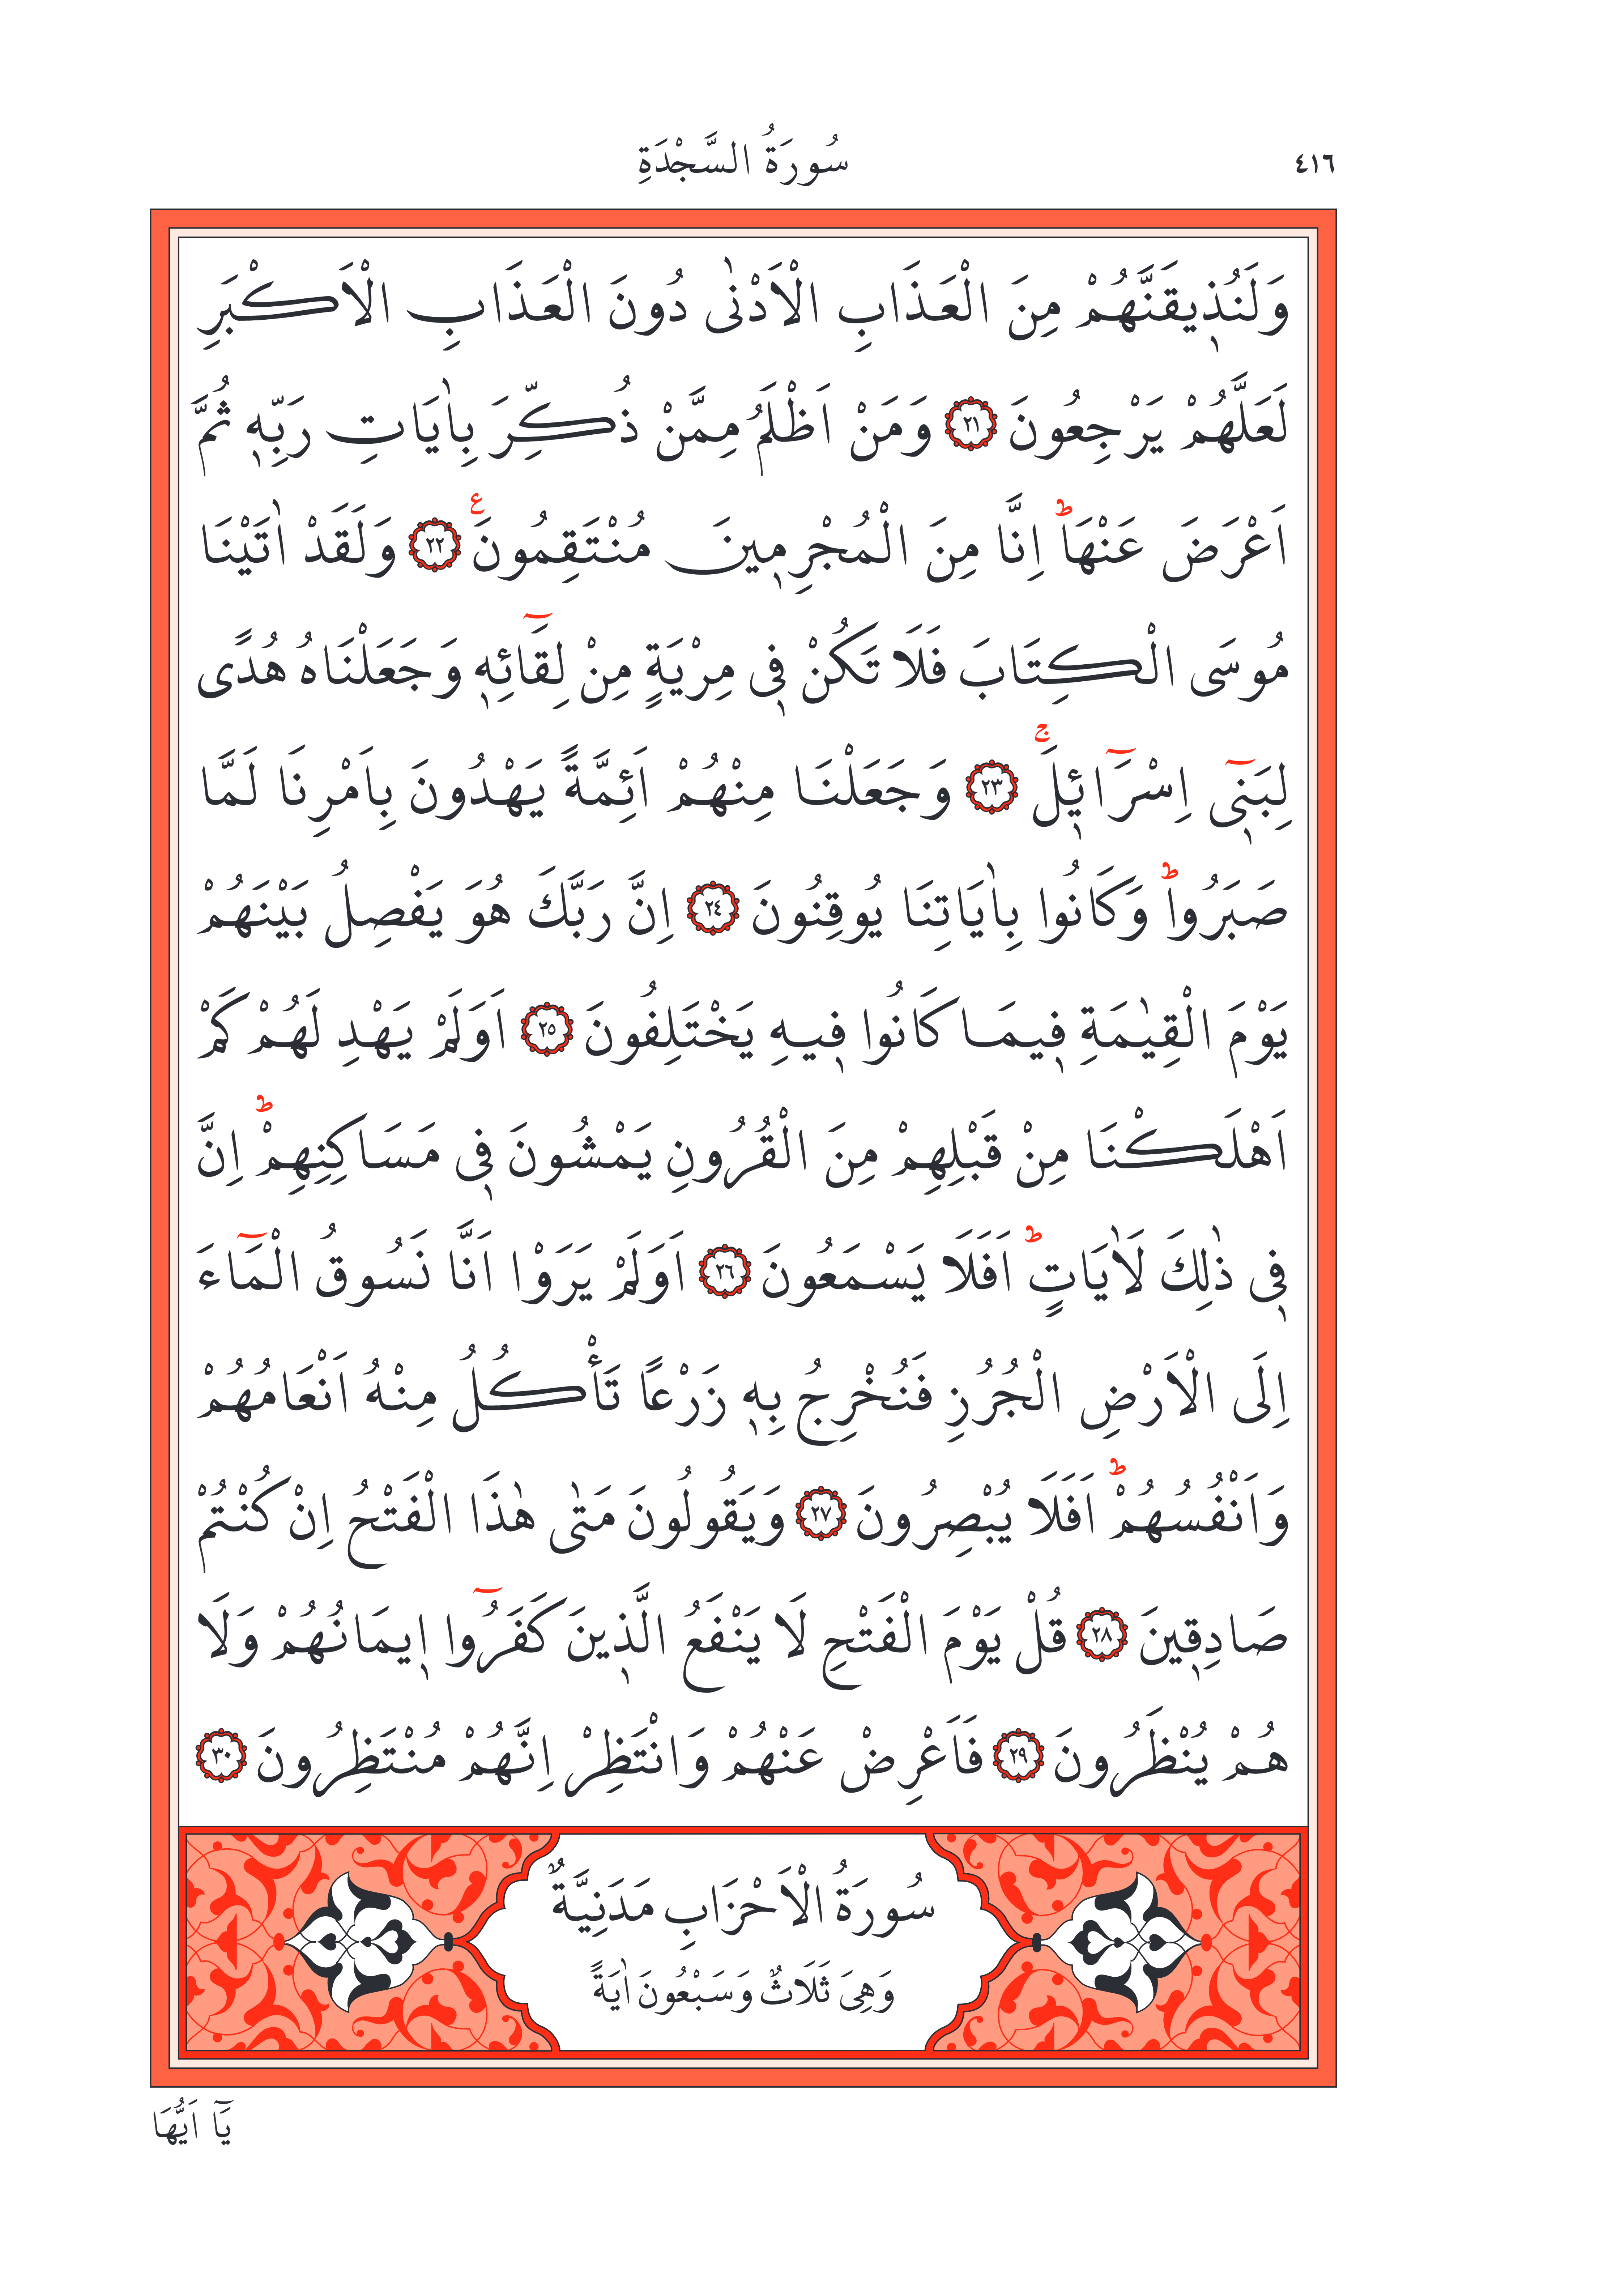 ٤١٦
سُورَةُ السَّجْدَةِ
وَلَنُذ۪يقَنَّهُمْ مِنَ الْعَذَابِ الْاَدْنٰى دُونَ الْعَذَابِ الْاَكْبَرِ
لَعَلَّهُمْ يَرْجِعُونَ ﴿٢١﴾ وَمَنْ اَظْلَمُ مِمَّنْ ذُكِّرَ بِاٰيَاتِ رَبِّه۪ ثُمَّ
اَعْرَضَ عَنْهَاۜ اِنَّا مِنَ الْمُجْرِم۪ينَ مُنْتَقِمُونَ۟ ﴿٢٢﴾ وَلَقَدْ اٰتَيْنَا
مُوسَى الْكِتَابَ فَلَا تَكُنْ ف۪ي مِرْيَةٍ مِنْ لِقَٓائِه۪ وَجَعَلْنَاهُ هُدًى
لِبَن۪ٓي اِسْرَٓائ۪لَۚ ﴿٢٣﴾ وَجَعَلْنَا مِنْهُمْ اَئِمَّةً يَهْدُونَ بِاَمْرِنَا لَمَّا
صَبَرُواۜ وَكَانُوا بِاٰيَاتِنَا يُوقِنُونَ ﴿٢٤﴾ اِنَّ رَبَّكَ هُوَ يَفْصِلُ بَيْنَهُمْ
يَوْمَ الْقِيٰمَةِ ف۪يمَا كَانُوا ف۪يهِ يَخْتَلِفُونَ ﴿٢٥﴾ اَوَلَمْ يَهْدِ لَهُمْ كَمْ
اَهْلَكْنَا مِنْ قَبْلِهِمْ مِنَ الْقُرُونِ يَمْشُونَ ف۪ي مَسَاكِنِهِمْۜ اِنَّ
ف۪ي ذٰلِكَ لَاٰيَاتٍۜ اَفَلَا يَسْمَعُونَ ﴿٢٦﴾ اَوَلَمْ يَرَوْا اَنَّا نَسُوقُ الْمَٓاءَ
اِلَى الْاَرْضِ الْجُرُزِ فَنُخْرِجُ بِه۪ زَرْعًا تَأْكُلُ مِنْهُ اَنْعَامُهُمْ
وَاَنْفُسُهُمْۜ اَفَلَا يُبْصِرُونَ ﴿٢٧﴾ وَيَقُولُونَ مَتٰى هٰذَا الْفَتْحُ اِنْ كُنْتُمْ
صَادِق۪ينَ ﴿٢٨﴾ قُلْ يَوْمَ الْفَتْحِ لَا يَنْفَعُ الَّذ۪ينَ كَفَرُٓوا ا۪يمَانُهُمْ وَلَا
هُمْ يُنْظَرُونَ ﴿٢٩﴾ فَاَعْرِضْ عَنْهُمْ وَانْتَظِرْ اِنَّهُمْ مُنْتَظِرُونَ ﴿٣٠﴾
سُورَةُ الْاَحْزَابِ مَدَنِيَّةٌ
وَهِيَ ثَلَاثٌ وَسَبْعُونَ اٰيَةً
يَٓا اَيُّهَا